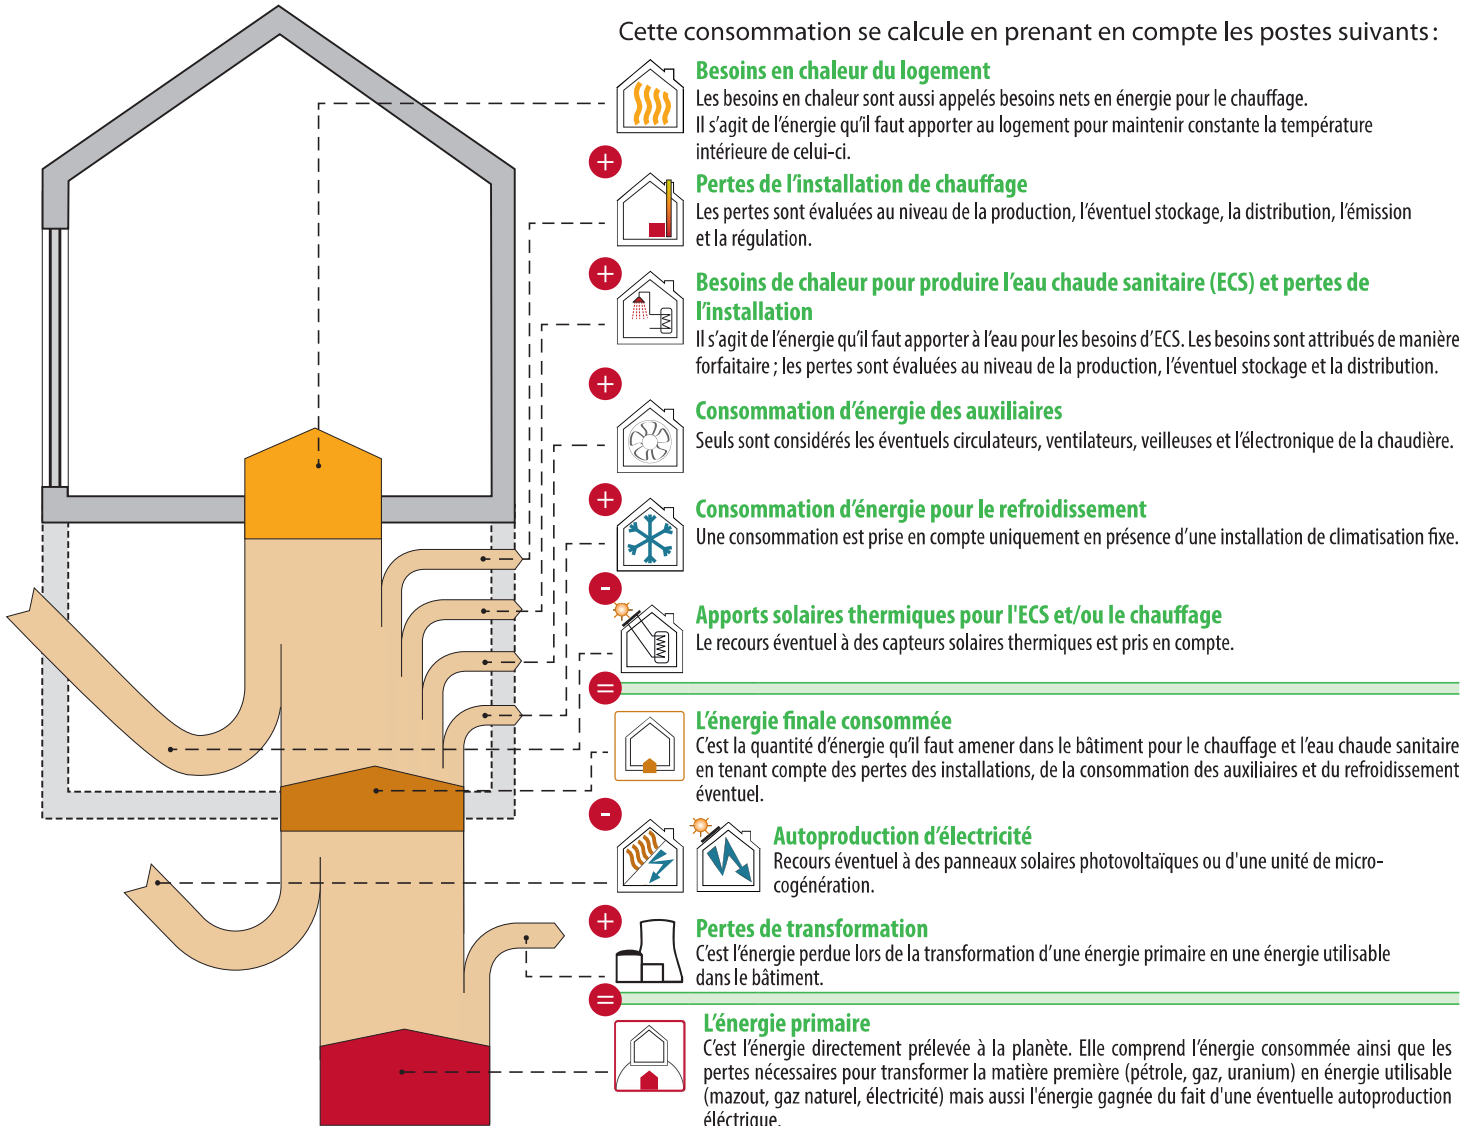 Cette consommation se calcule en prenant en compte les postes suivants :
Besoins en chaleur du logement
Les besoins en chaleur sont aussi appelés besoins nets en énergie pour le chauffage.
Il s’agit de l’énergie qu’il faut apporter au logement pour maintenir constante la température
intérieure de celui-ci.
+
Pertes de l’installation de chauffage
Les pertes sont évaluées au niveau de la production, l’éventuel stockage, la distribution, l’émission
et la régulation.
+
Besoins de chaleur pour produire l’eau chaude sanitaire (ECS) et pertes de
l’installation
Il s’agit de l’énergie qu’il faut apporter à l’eau pour les besoins d’ECS. Les besoins sont attribués de manière
forfaitaire ; les pertes sont évaluées au niveau de la production, l’éventuel stockage et la distribution.
+
Consommation d’énergie des auxiliaires
Seuls sont considérés les éventuels circulateurs, ventilateurs, veilleuses et l’électronique de la chaudière.
+
Consommation d’énergie pour le refroidissement
Une consommation est prise en compte uniquement en présence d’une installation de climatisation fixe.
-
Apports solaires thermiques pour l'ECS et/ou le chauffage
Le recours éventuel à des capteurs solaires thermiques est pris en compte.
=
L’énergie finale consommée
C’est la quantité d’énergie qu’il faut amener dans le bâtiment pour le chauffage et l’eau chaude sanitaire
en tenant compte des pertes des installations, de la consommation des auxiliaires et du refroidissement
éventuel.
-
Autoproduction d’électricité
Recours éventuel à des panneaux solaires photovoltaïques ou d'une unité de micro-
cogénération.
+
Pertes de transformation
C’est l’énergie perdue lors de la transformation d’une énergie primaire en une énergie utilisable
dans le bâtiment.
=
L’énergie primaire
C’est l’énergie directement prélevée à la planète. Elle comprend l’énergie consommée ainsi que les
pertes nécessaires pour transformer la matière première (pétrole, gaz, uranium) en énergie utilisable
(mazout, gaz naturel, électricité) mais aussi l'énergie gagnée du fait d'une éventuelle autoproduction
éléctrique.